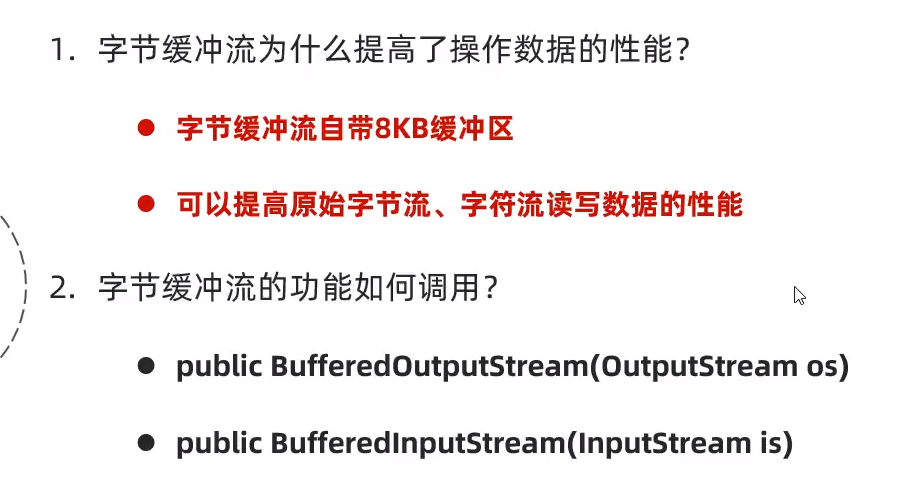 1. 字节缓冲流为什么提高了操作数据的性能？
● 字节缓冲流自带8KB缓冲区
● 可以提高原始字节流、字符流读写数据的性能
2. 字节缓冲流的功能如何调用？
● public BufferedOutputStream(OutputStream os)
● public BufferedInputStream(InputStream is)